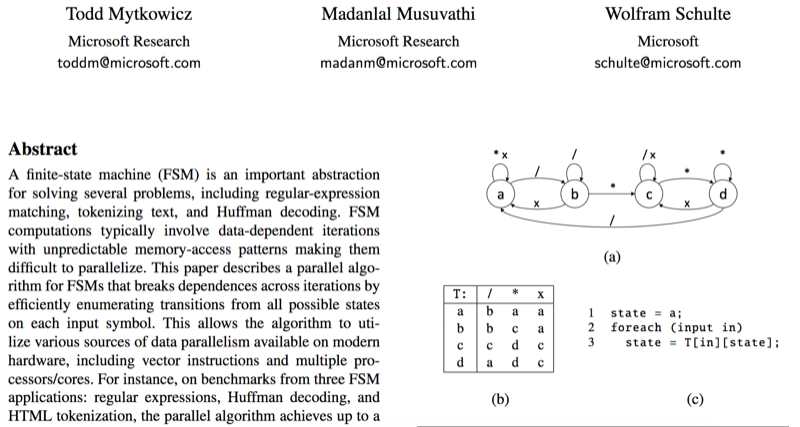 Todd Mytkowicz
Microsoft Research
toddm@microsoft.com
Madanlal Musuvathi
Microsoft Research
madanm@microsoft.com
Wolfram Schulte
Microsoft
schulte@microsoft.com
Abstract
A finite-state machine (FSM) is an important abstraction
for solving several problems, including regular-expression
matching, tokenizing text, and Huffman decoding. FSM
computations typically involve data-dependent iterations
with unpredictable memory-access patterns making them
difficult to parallelize. This paper describes a parallel algo-
rithm for FSMs that breaks dependences across iterations by
efficiently enumerating transitions from all possible states
on each input symbol. This allows the algorithm to uti-
lize various sources of data parallelism available on modern
hardware, including vector instructions and multiple pro-
cessors/cores. For instance, on benchmarks from three FSM
applications: regular expressions, Huffman decoding, and
HTML tokenization, the parallel algorithm achieves up to a
* x / / x *
/ *
a b * c d
x x
/
(a)
T: / * x
a b a a
b b c a
c c d c
d a d c
(b)
1 state = a;
2 foreach (input in)
3 state = T[in][state];
(c)